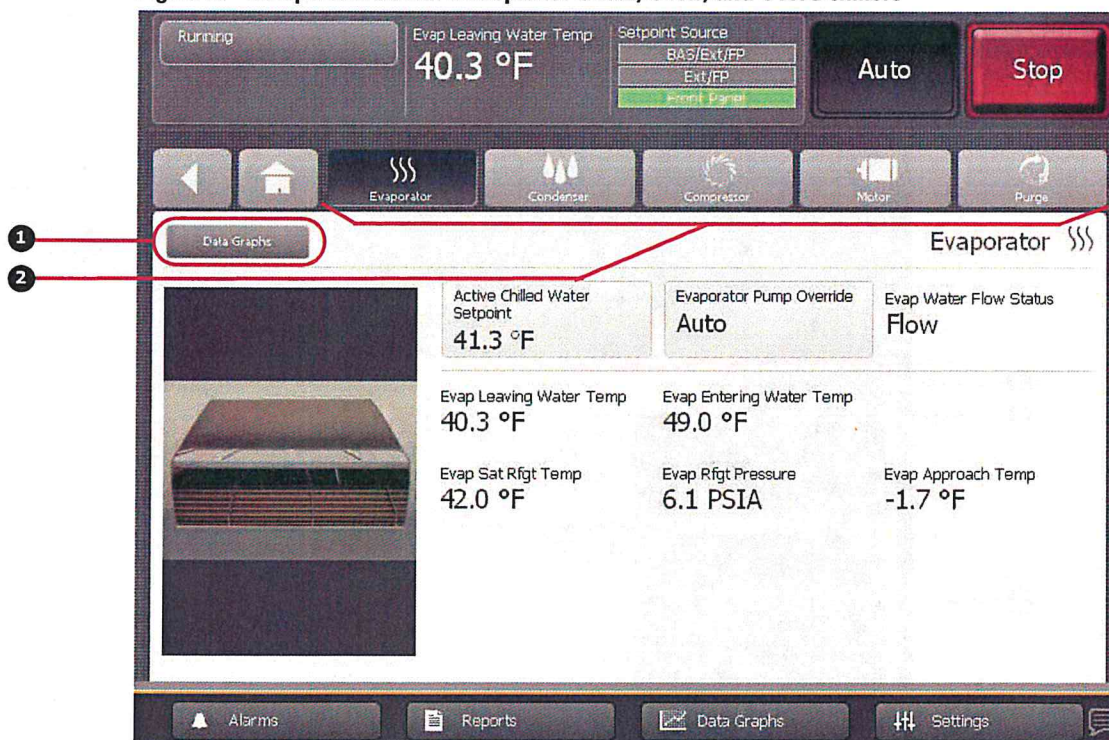 Running
Evap Leaving Water Temp
40.3 °F
Setpoint Source
BAS/Ext/FP
Ext/FP
Front Panel
Auto
Stop
Evaporator
Condenser
Compressor
Motor
Purge
1
Data Graphs
Evaporator
2
Active Chilled Water
Setpoint
41.3 °F
Evaporator Pump Override
Auto
Evap Water Flow Status
Flow
Evap Leaving Water Temp
40.3 °F
Evap Entering Water Temp
49.0 °F
Evap Sat Rfgt Temp
42.0 °F
Evap Rfgt Pressure
6.1 PSIA
Evap Approach Temp
-1.7 °F
Alarms
Reports
Data Graphs
Settings